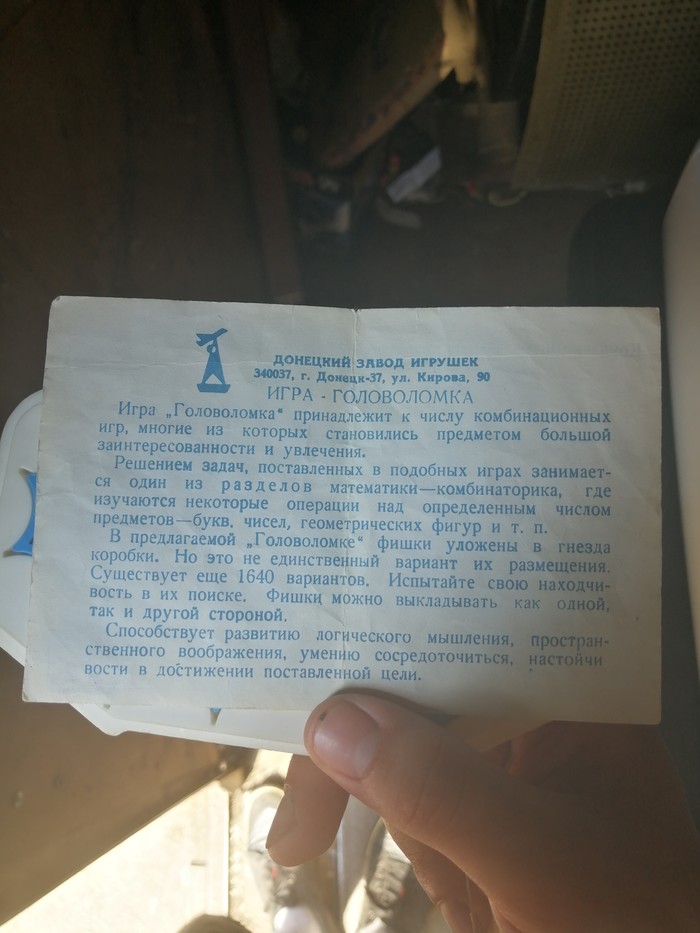 ДОНЕЦКИЙ ЗАВОД ИГРУШЕК
340037, г. Донецк-37, ул. Кирова, 90
ИГРА - ГОЛОВОЛОМКА
Игра „Головоломка“ принадлежит к числу комбинационных
игр, многие из которых становились предметом большой
заинтересованности и увлечения.
Решением задач, поставленных в подобных играх занимает-
ся один из разделов математики—комбинаторика, где
изучаются некоторые операции над определенным числом
предметов—букв, чисел, геометрических фигур и т. п.
В предлагаемой „Головоломке“ фишки уложены в гнезда
коробки. Но это не единственный вариант их размещения.
Существует еще 1640 вариантов. Испытайте свою находчи-
вость в их поиске. Фишки можно выкладывать как одной,
так и другой стороной.
Способствует развитию логического мышления, простран-
ственного воображения, умению сосредоточиться, настойчи
вости в достижении поставленной цели.